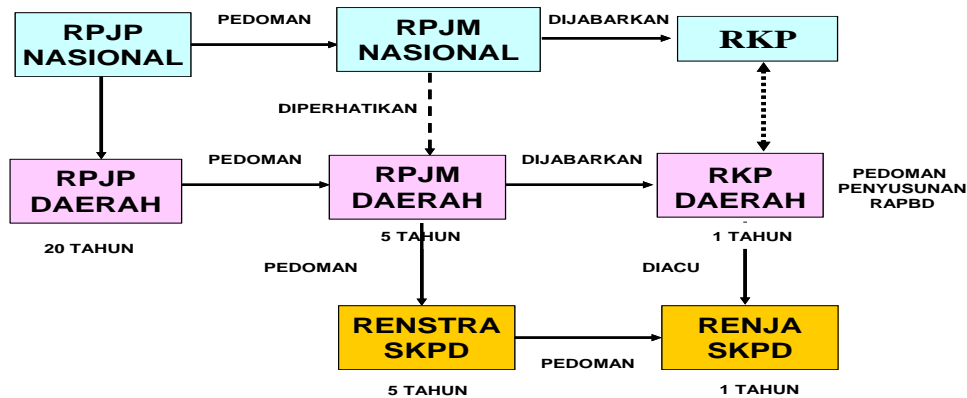 RPJP
NASIONAL
PEDOMAN
RPJM
NASIONAL
DIJABARKAN
RKP
DIPERHATIKAN
RPJP
DAERAH
PEDOMAN
RPJM
DAERAH
DIJABARKAN
RKP
DAERAH
PEDOMAN
PENYUSUNAN
RAPBD
20 TAHUN
5 TAHUN
1 TAHUN
PEDOMAN
DIACU
RENSTRA
SKPD
PEDOMAN
RENJA
SKPD
5 TAHUN
1 TAHUN